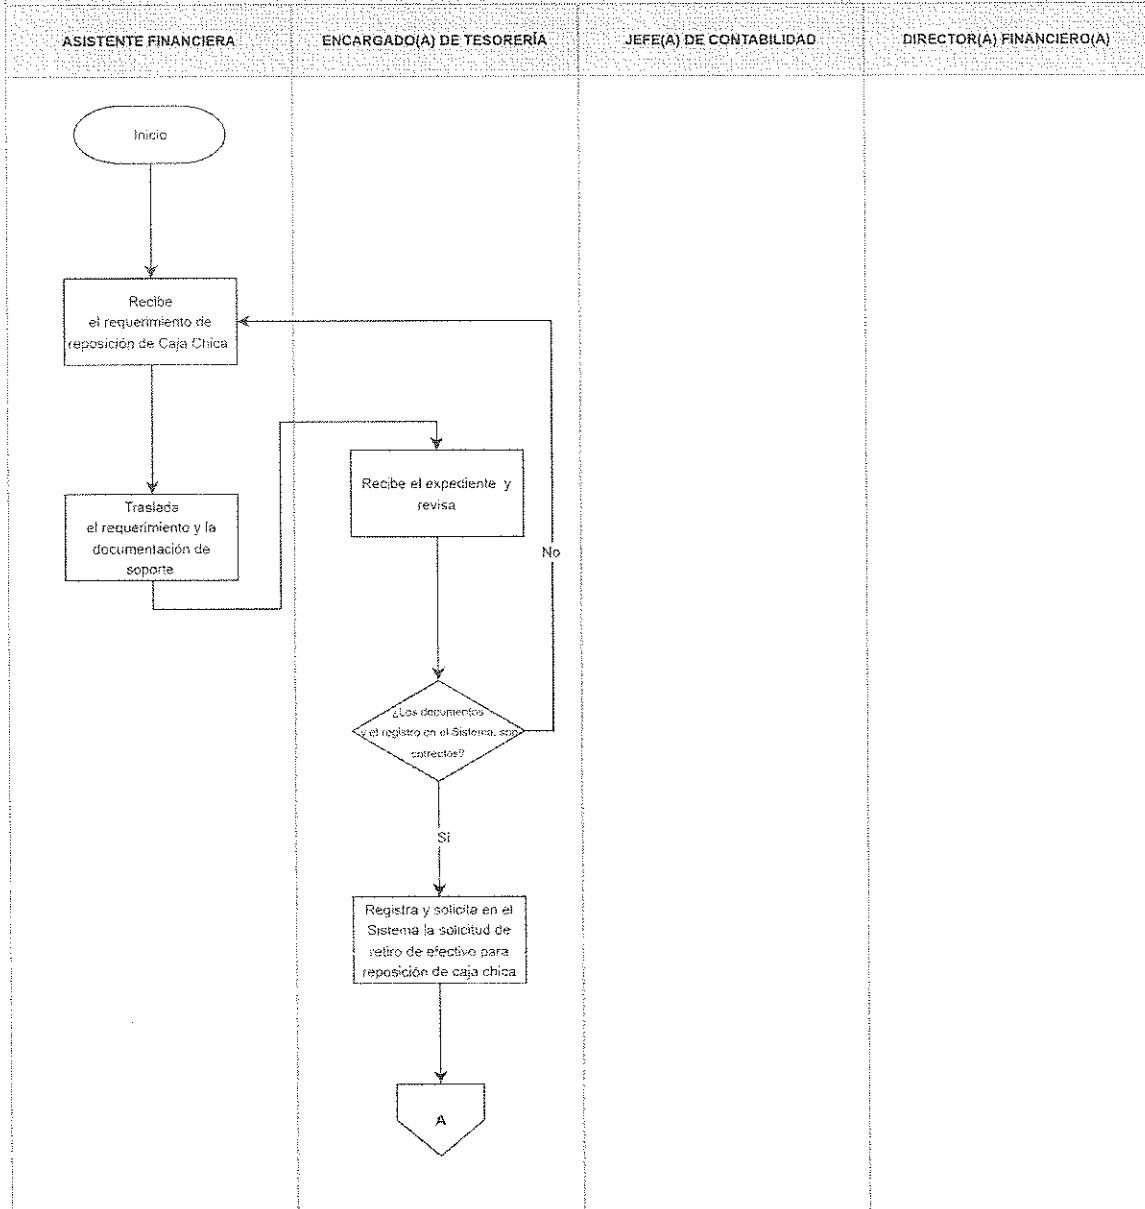 ASISTENTE FINANCIERA
ENCARGADO(A) DE TESORERÍA
JEFE(A) DE CONTABILIDAD
DIRECTOR(A) FINANCIERO(A)
Inicio
Recibe
el requerimiento de
reposición de Caja Chica
Traslada
el requerimiento y la
documentación de
soporte
Recibe el expediente y
revisa
No
¿Los documentos
y el registro en el Sistema, son
correctos?
Si
Registra y solicita en el
Sistema la solicitud de
retiro de efectivo para
reposición de caja chica
A